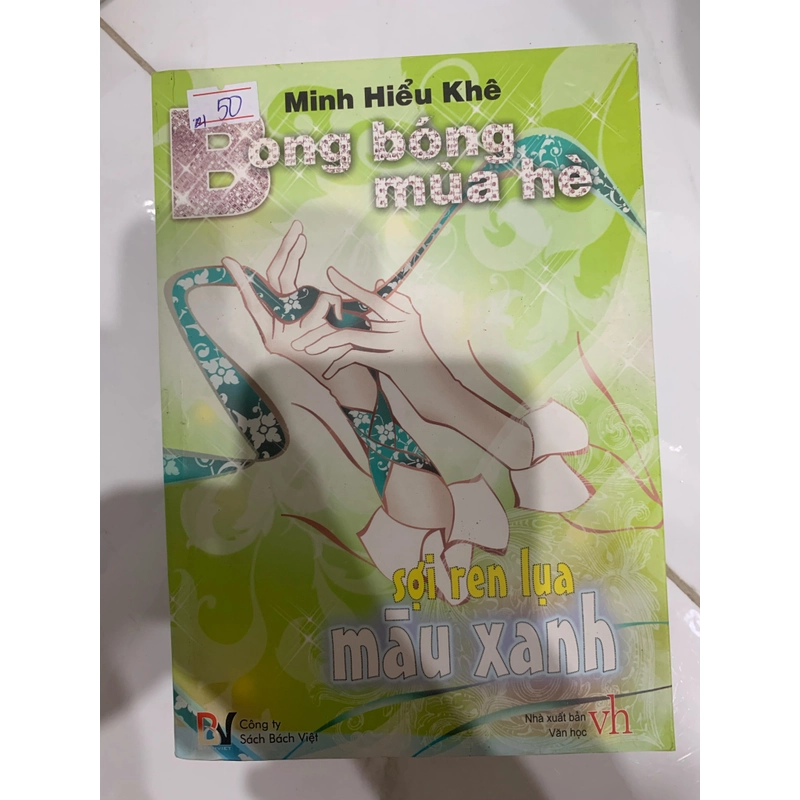 50
Minh Hiểu Khê
Bong bóng
mùa hè
sợi ren lụa
màu xanh
Công ty
Sách Bách Việt
Nhà xuất bản
Văn học
vh